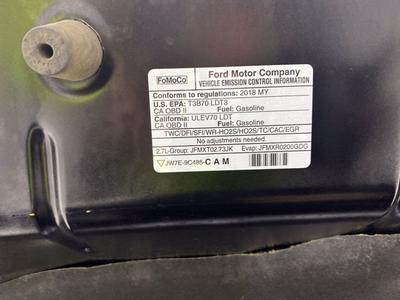 FoMoCo
Ford Motor Company
VEHICLE EMISSION CONTROL INFORMATION
Conforms to regulations: 2018 MY
U.S. EPA: T3B70 LDT3
CA OBD II Fuel: Gasoline
California: ULEV70 LDT
CA OBD II Fuel: Gasoline
TWC/DFI/SFI/WR-HO2S/HO2S/TC/CAC/EGR
No adjustments needed.
2.7L-Group: JFMXT02.73JK Evap: JFMXR0200GDG
JW7E-9C485-CAM